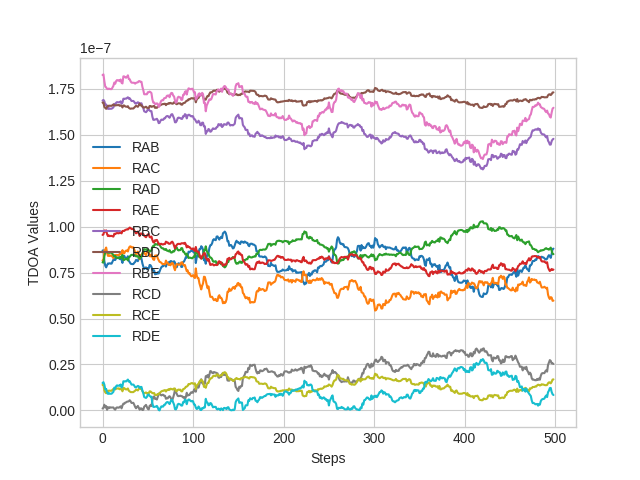 1e−7
1.75
1.50
1.25
1.00
0.75
0.50
0.25
0.00
TDOA Values
RAB
RAC
RAD
RAE
RBC
RBD
RBE
RCD
RCE
RDE
0 100 200 300 400 500
Steps